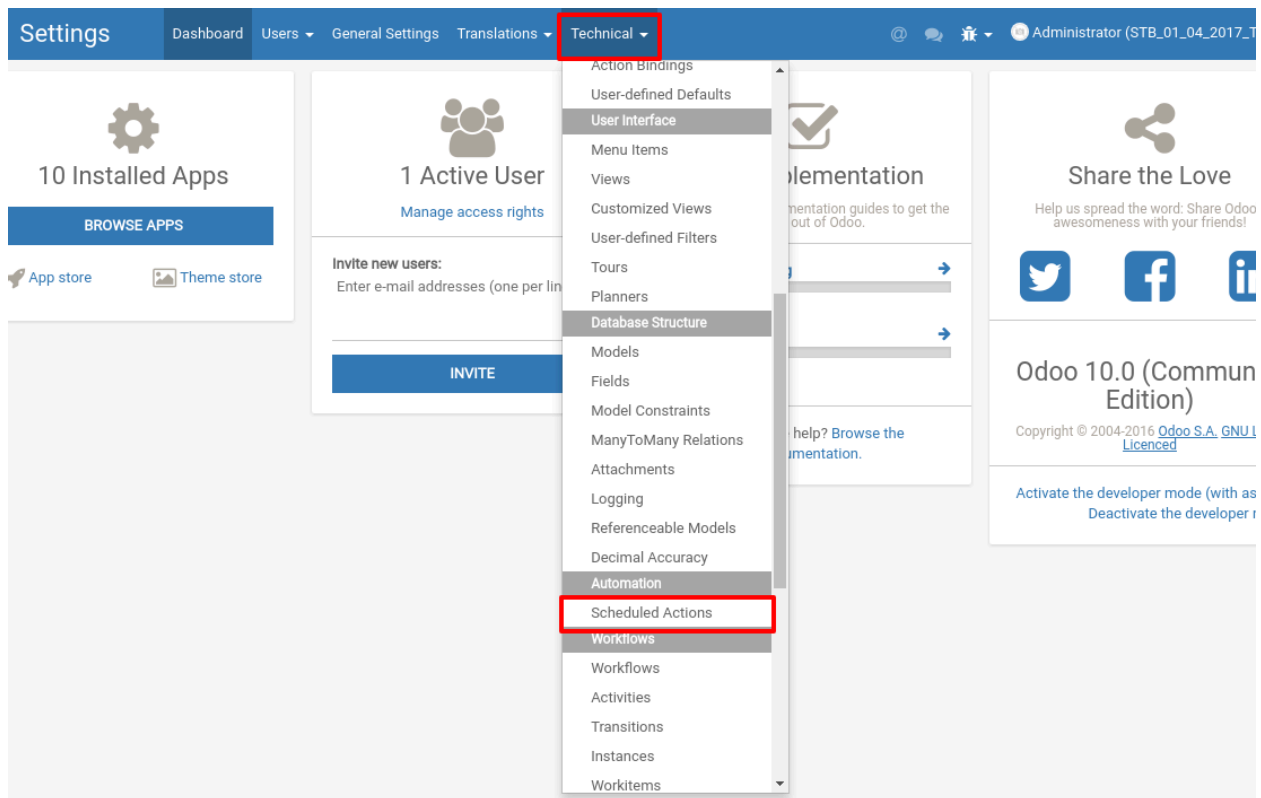 Settings
Dashboard
Users
General Settings
Translations
Technical
@
Administrator (STB_01_04_2017_T
10 Installed Apps
BROWSE APPS
App store
Theme store
1 Active User
Manage access rights
Invite new users:
Enter e-mail addresses (one per lin
INVITE
Action Bindings
User-defined Defaults
User Interface
Menu Items
Views
Customized Views
User-defined Filters
Tours
Planners
Database Structure
Models
Fields
Model Constraints
ManyToMany Relations
Attachments
Logging
Referenceable Models
Decimal Accuracy
Automation
Scheduled Actions
Workflows
Workflows
Activities
Transitions
Instances
Workitems
lementation
mentation guides to get the
out of Odoo.
g
help? Browse the
umentation.
Share the Love
Help us spread the word: Share Odoo
awesomeness with your friends!
Odoo 10.0 (Commun
Edition)
Copyright © 2004-2016 Odoo S.A. GNU L
Licenced
Activate the developer mode (with as
Deactivate the developer r